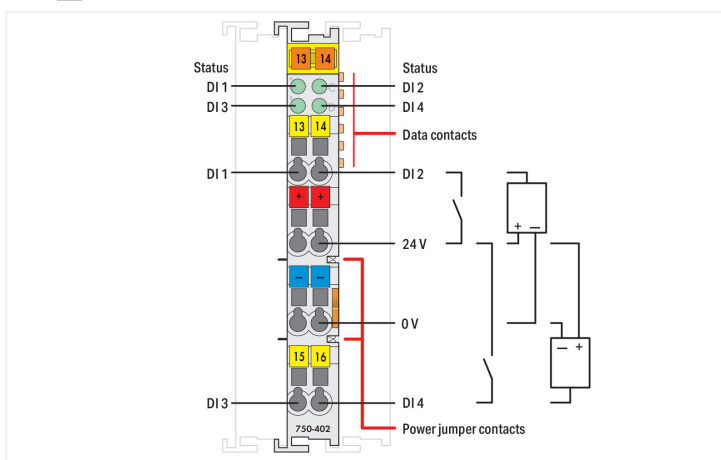 13 14
Status
Status
DI 1
C
DI 2
DI 3
D
DI 4
13 14
Data contacts
DI 1
DI 2
+ +
+ —
24 V
— —
0 V
— +
15 16
DI 3
DI 4
750-402
Power jumper contacts